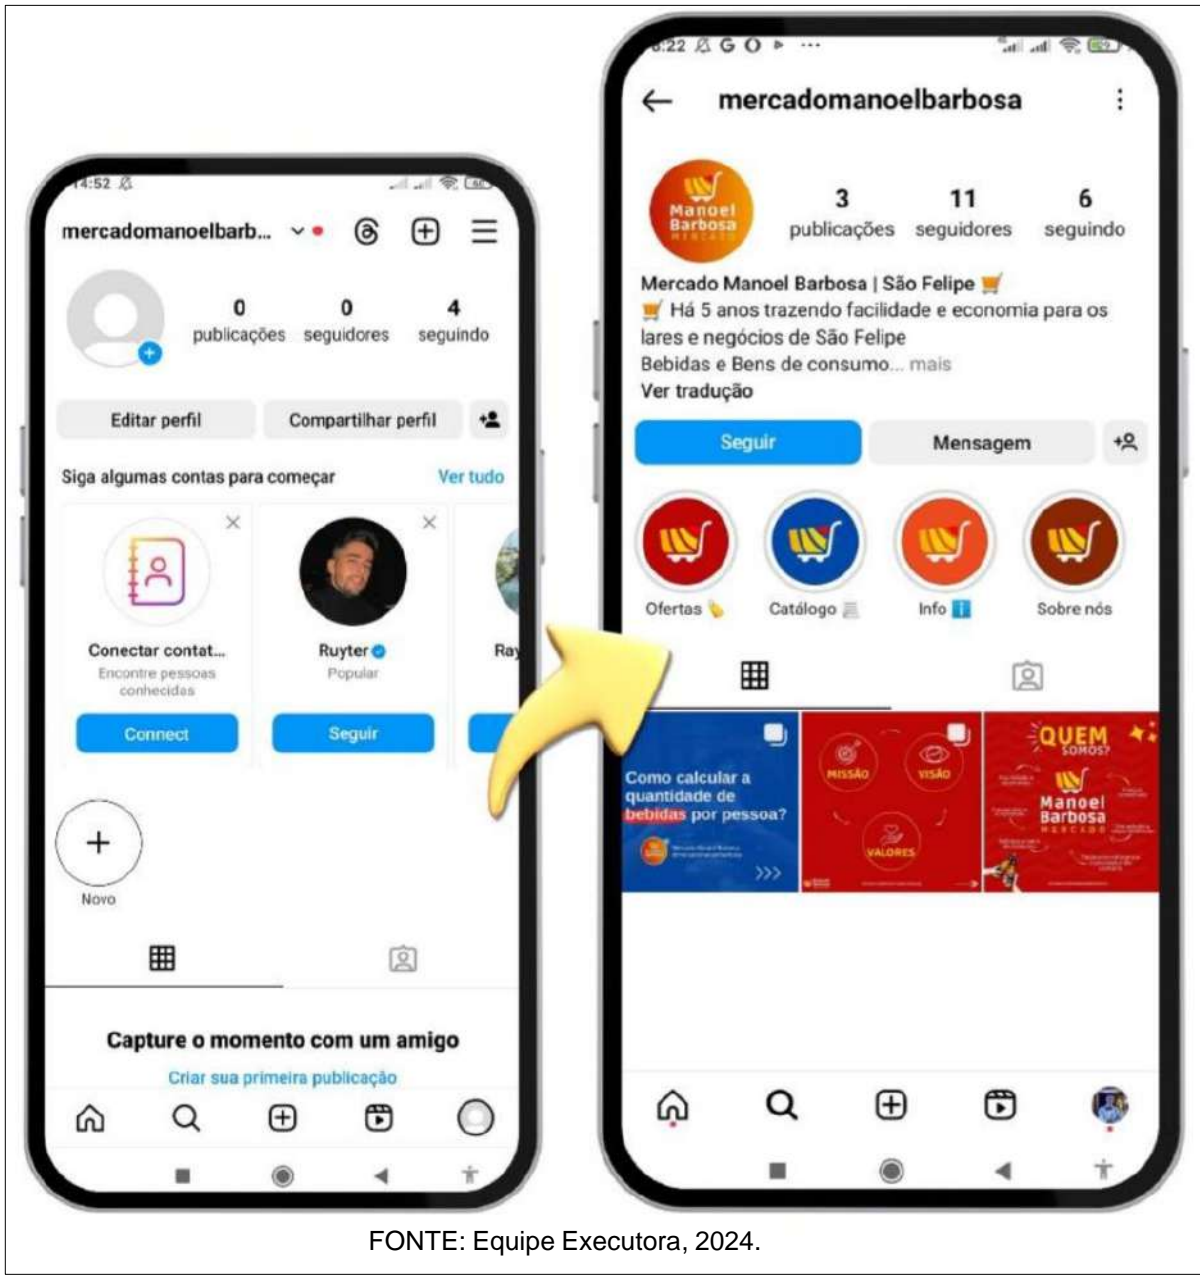 14:52
mercadomanoelbarb...
0
0
4
publicações seguidores seguindo
Editar perfil
Compartilhar perfil
Siga algumas contas para começar
Ver tudo
Conectar contat...
Encontre pessoas
conhecidas
Connect
Ruyter
Popular
Seguir
Ray
Novo
Capture o momento com um amigo
Criar sua primeira publicação
:22
mercadomanoelbarbosa
Manoel
Barbosa
MERCADO
3
11
6
publicações seguidores seguindo
Mercado Manoel Barbosa | São Felipe 🛒
🛒 Há 5 anos trazendo facilidade e economia para os
lares e negócios de São Felipe
Bebidas e Bens de consumo... mais
Ver tradução
Seguir
Mensagem
Ofertas 🏷️
Catálogo 🧾
Info ℹ️
Sobre nós
Como calcular a
quantidade de
bebidas por pessoa?
>>>
MISSÃO
VISÃO
VALORES
QUEM
SOMOS?
Manoel
Barbosa
MERCADO
FONTE: Equipe Executora, 2024.